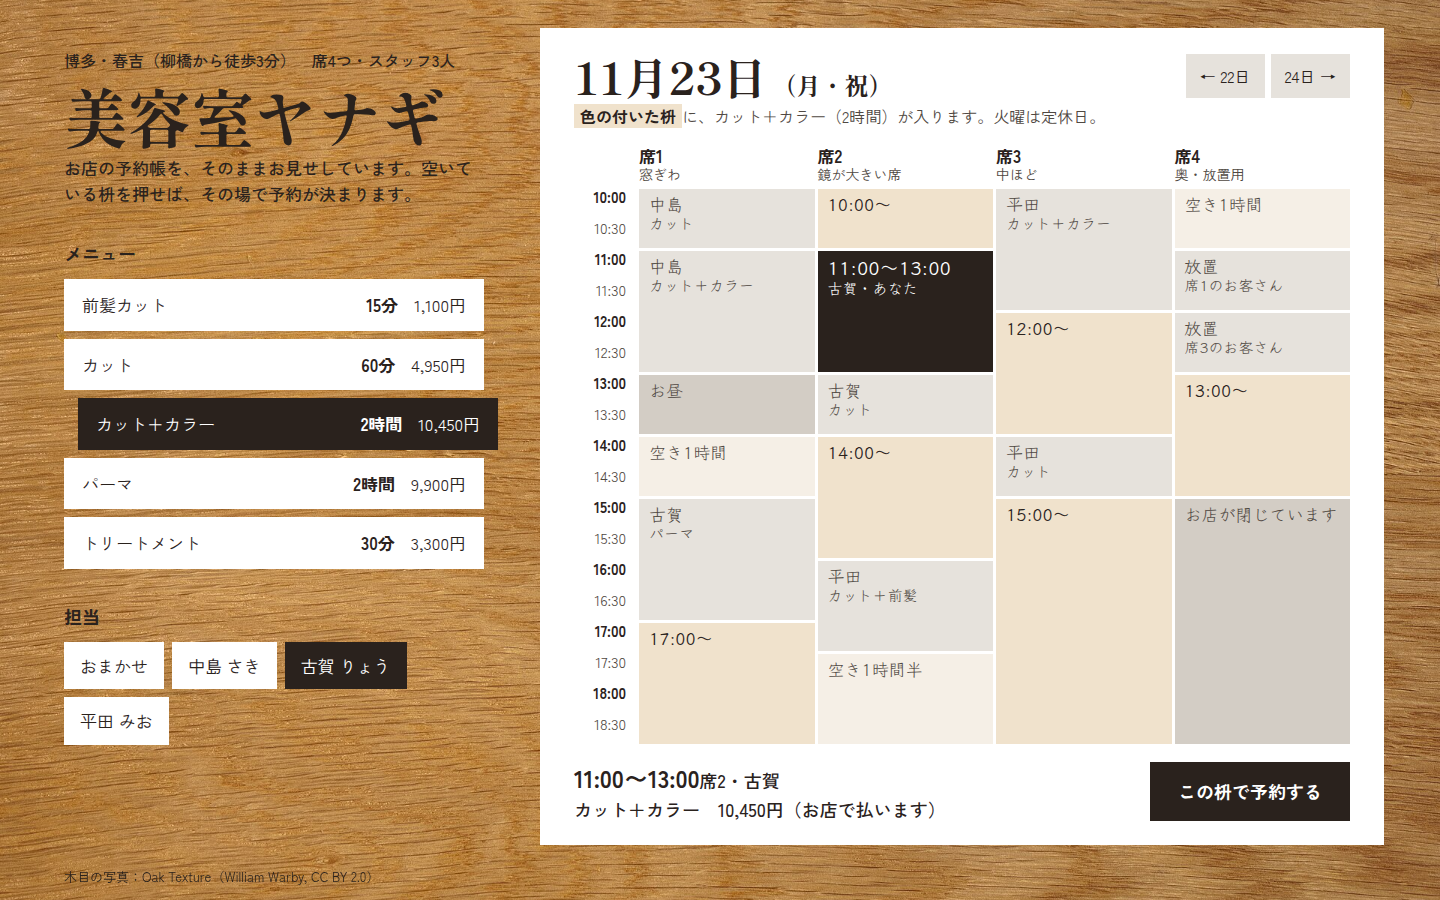 博多・春吉（柳橋から徒歩3分）　席4つ・スタッフ3人
美容室ヤナギ
お店の予約帳を、そのままお見せしています。空いて
いる枡を押せば、その場で予約が決まります。
メニュー
前髪カット 15分 1,100円
カット 60分 4,950円
カット＋カラー 2時間 10,450円
パーマ 2時間 9,900円
トリートメント 30分 3,300円
担当
おまかせ 中島 さき 古賀 りょう
平田 みお
木目の写真：Oak Texture（William Warby, CC BY 2.0）
11月23日（月・祝）
← 22日 24日 →
色の付いた枡に、カット＋カラー（2時間）が入ります。火曜は定休日。
席1 席2 席3 席4
窓ぎわ 鏡が大きい席 中ほど 奥・放置用
10:00
10:30
11:00
11:30
12:00
12:30
13:00
13:30
14:00
14:30
15:00
15:30
16:00
16:30
17:00
17:30
18:00
18:30
中島
カット
中島
カット＋カラー
お昼
空き1時間
古賀
パーマ
17:00〜
10:00〜
11:00〜13:00
古賀・あなた
古賀
カット
14:00〜
平田
カット＋前髪
空き1時間半
平田
カット＋カラー
12:00〜
平田
カット
15:00〜
空き1時間
放置
席1のお客さん
放置
席3のお客さん
13:00〜
お店が閉じています
11:00〜13:00席2・古賀
カット＋カラー　10,450円（お店で払います）
この枡で予約する